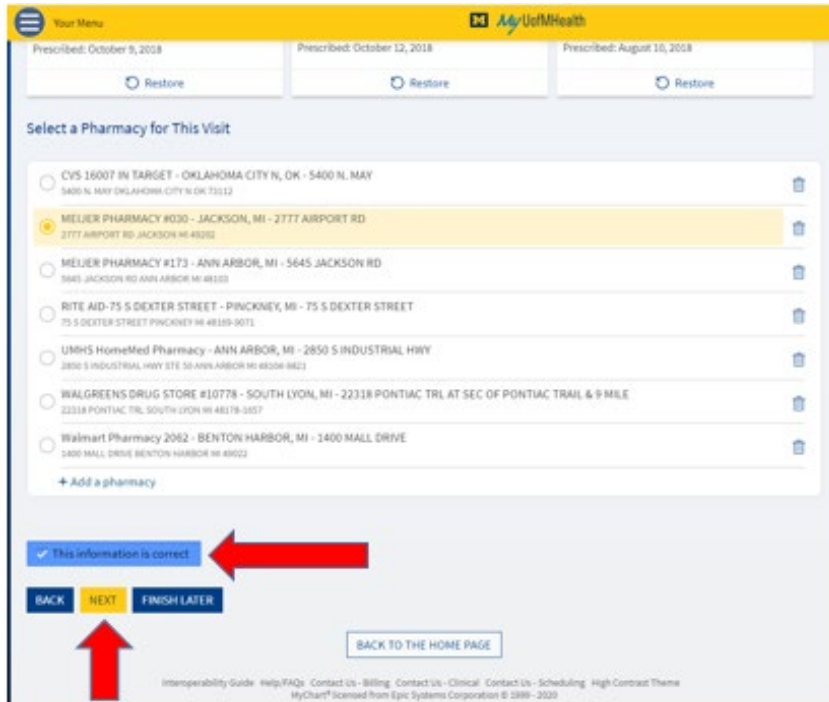 Your Menu
M MyUofMHealth
Prescribed: October 9, 2018
Prescribed: October 12, 2018
Prescribed: August 10, 2018
Restore
Restore
Restore
Select a Pharmacy for This Visit
CVS 16007 IN TARGET - OKLAHOMA CITY N, OK - 5400 N. MAY
5400 N. MAY OKLAHOMA CITY N OK 73112
MEIJER PHARMACY #030 - JACKSON, MI - 2777 AIRPORT RD
2777 AIRPORT RD JACKSON MI 49202
MEIJER PHARMACY #173 - ANN ARBOR, MI - 5645 JACKSON RD
5645 JACKSON RD ANN ARBOR MI 48103
RITE AID-75 S DEXTER STREET - PINCKNEY, MI - 75 S DEXTER STREET
75 S DEXTER STREET PINCKNEY MI 48169-9071
UMHS HomeMed Pharmacy - ANN ARBOR, MI - 2850 S INDUSTRIAL HWY
2850 S INDUSTRIAL HWY STE 50 ANN ARBOR MI
WALGREENS DRUG STORE #10778 - SOUTH LYON, MI - 22318 PONTIAC TRL AT SEC OF PONTIAC TRAIL & 9 MILE
22318 PONTIAC TRL SOUTH LYON MI 48178-1657
Walmart Pharmacy 2062 - BENTON HARBOR, MI - 1400 MALL DRIVE
1400 MALL DRIVE BENTON HARBOR MI 49022
+ Add a pharmacy
This information is correct
BACK NEXT FINISH LATER
BACK TO THE HOME PAGE
Interoperability Guide Help/FAQs Contact Us - Billing Contact Us - Clinical Contact Us - Scheduling High Contrast Theme
MyChart® licensed from Epic Systems Corporation © 1999 - 2020